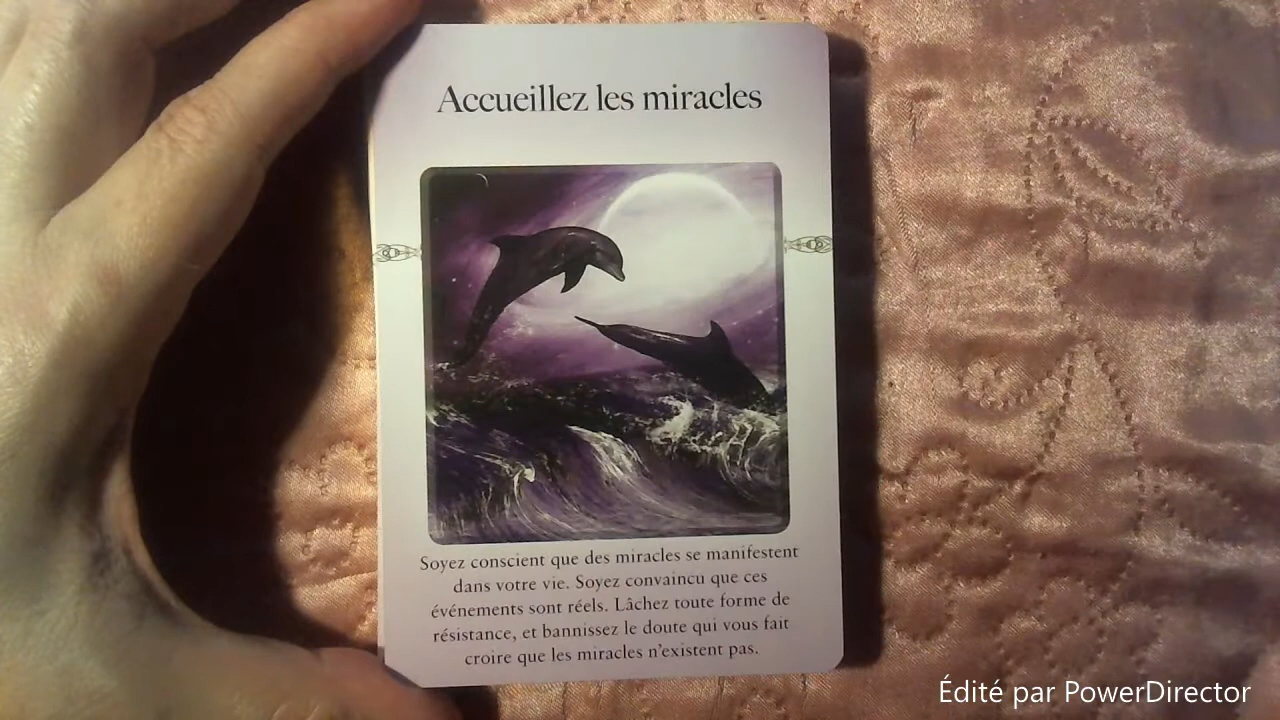 Accueillez les miracles
Soyez conscient que des miracles se manifestent
dans votre vie. Soyez convaincu que ces
événements sont réels. Lâchez toute forme de
résistance, et bannissez le doute qui vous fait
croire que les miracles n'existent pas.
Édité par PowerDirector